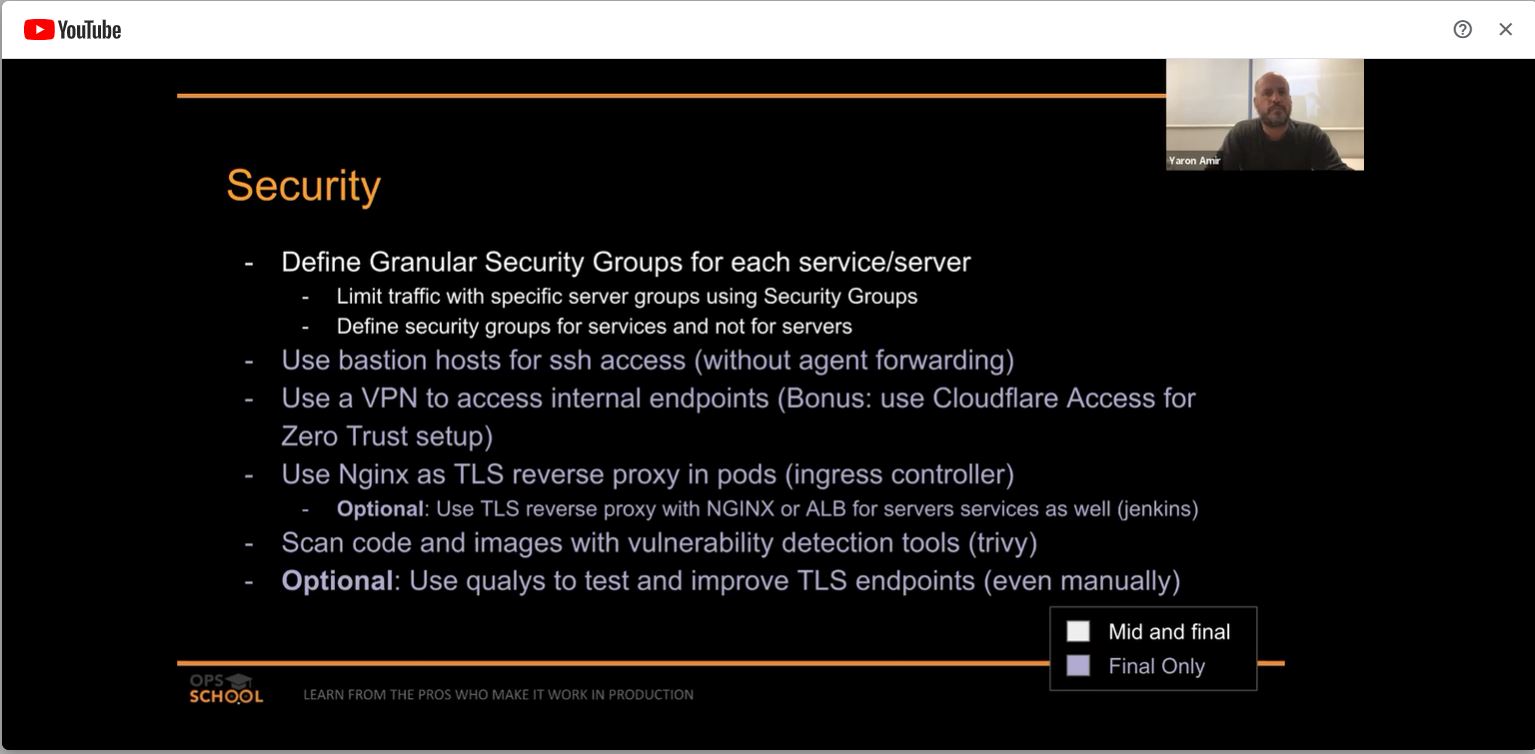 YouTube
Yaron Amir
Security
- Define Granular Security Groups for each service/server
- Limit traffic with specific server groups using Security Groups
- Define security groups for services and not for servers
- Use bastion hosts for ssh access (without agent forwarding)
- Use a VPN to access internal endpoints (Bonus: use Cloudflare Access for
Zero Trust setup)
- Use Nginx as TLS reverse proxy in pods (ingress controller)
- Optional: Use TLS reverse proxy with NGINX or ALB for servers services as well (jenkins)
- Scan code and images with vulnerability detection tools (trivy)
- Optional: Use qualys to test and improve TLS endpoints (even manually)
Mid and final
Final Only
OPS
SCHOOL
LEARN FROM THE PROS WHO MAKE IT WORK IN PRODUCTION